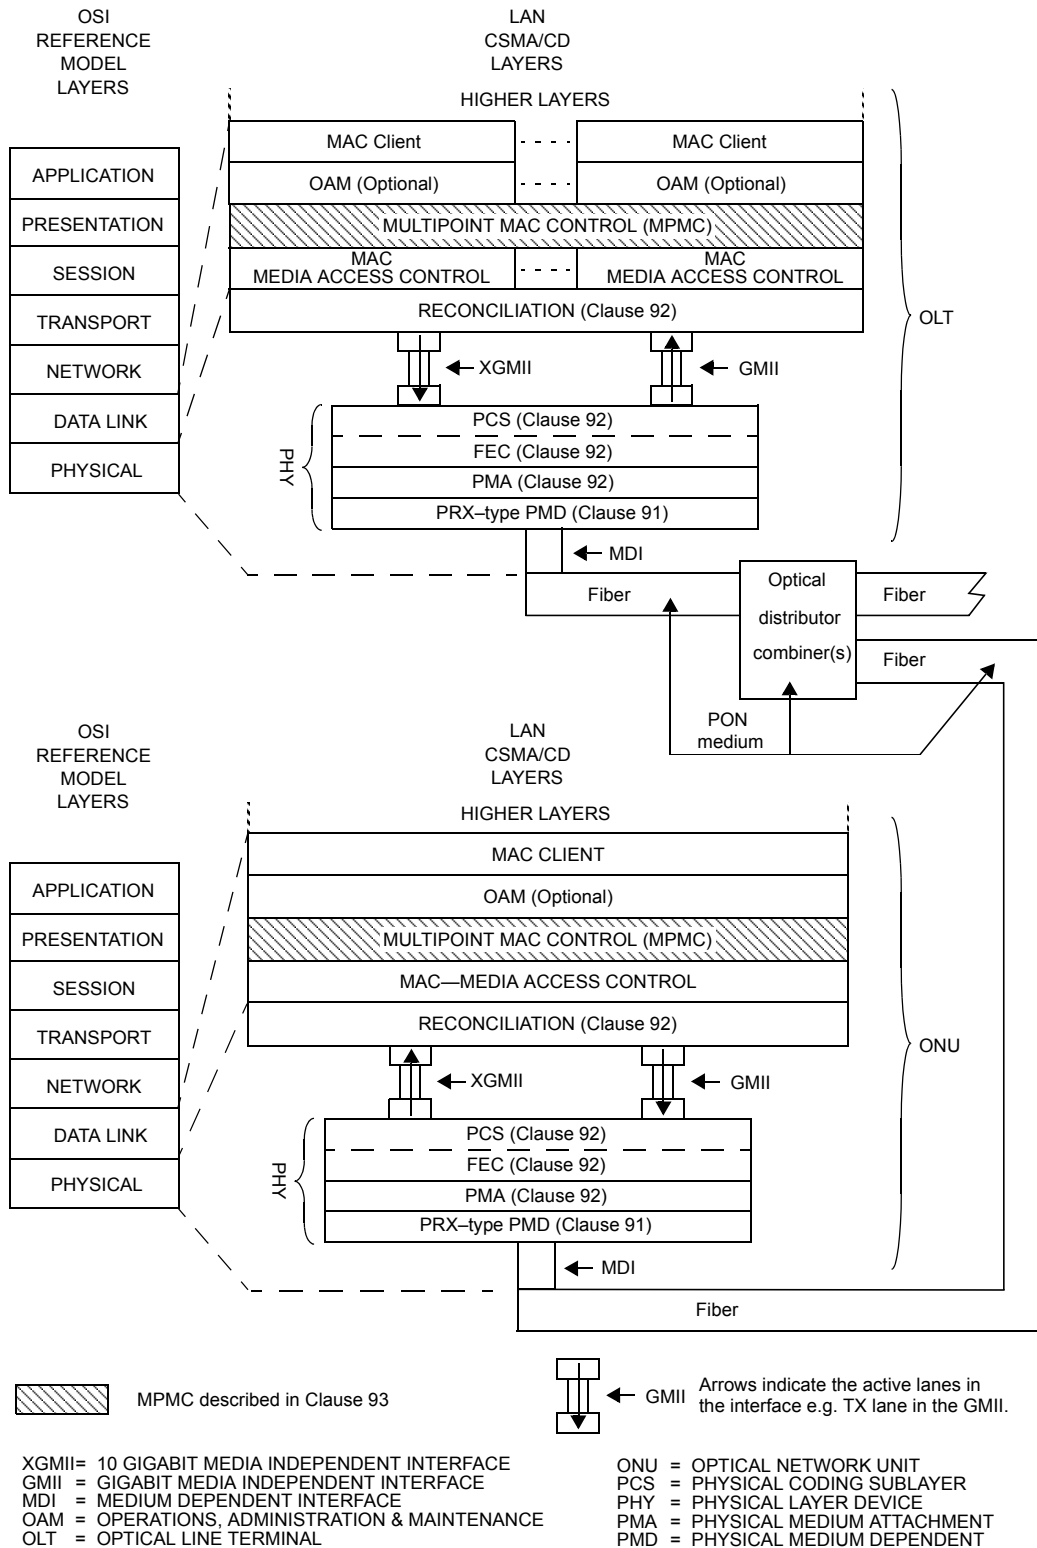 OSI
REFERENCE
MODEL
LAYERS
LAN
CSMA/CD
LAYERS
HIGHER LAYERS
APPLICATION
PRESENTATION
SESSION
TRANSPORT
NETWORK
DATA LINK
PHYSICAL
MAC Client
MAC Client
OAM (Optional)
OAM (Optional)
MULTIPOINT MAC CONTROL (MPMC)
MAC
MEDIA ACCESS CONTROL
MAC
MEDIA ACCESS CONTROL
RECONCILIATION (Clause 92)
XGMII
GMII
OLT
PHY
PCS (Clause 92)
FEC (Clause 92)
PMA (Clause 92)
PRX–type PMD (Clause 91)
MDI
Fiber
Optical
distributor
combiner(s)
Fiber
Fiber
PON
medium
OSI
REFERENCE
MODEL
LAYERS
LAN
CSMA/CD
LAYERS
HIGHER LAYERS
APPLICATION
PRESENTATION
SESSION
TRANSPORT
NETWORK
DATA LINK
PHYSICAL
MAC CLIENT
OAM (Optional)
MULTIPOINT MAC CONTROL (MPMC)
MAC—MEDIA ACCESS CONTROL
RECONCILIATION (Clause 92)
XGMII
GMII
ONU
PHY
PCS (Clause 92)
FEC (Clause 92)
PMA (Clause 92)
PRX–type PMD (Clause 91)
MDI
Fiber
MPMC described in Clause 93
GMII
Arrows indicate the active lanes in
the interface e.g. TX lane in the GMII.
XGMII= 10 GIGABIT MEDIA INDEPENDENT INTERFACE
GMII = GIGABIT MEDIA INDEPENDENT INTERFACE
MDI = MEDIUM DEPENDENT INTERFACE
OAM = OPERATIONS, ADMINISTRATION & MAINTENANCE
OLT = OPTICAL LINE TERMINAL
ONU = OPTICAL NETWORK UNIT
PCS = PHYSICAL CODING SUBLAYER
PHY = PHYSICAL LAYER DEVICE
PMA = PHYSICAL MEDIUM ATTACHMENT
PMD = PHYSICAL MEDIUM DEPENDENT